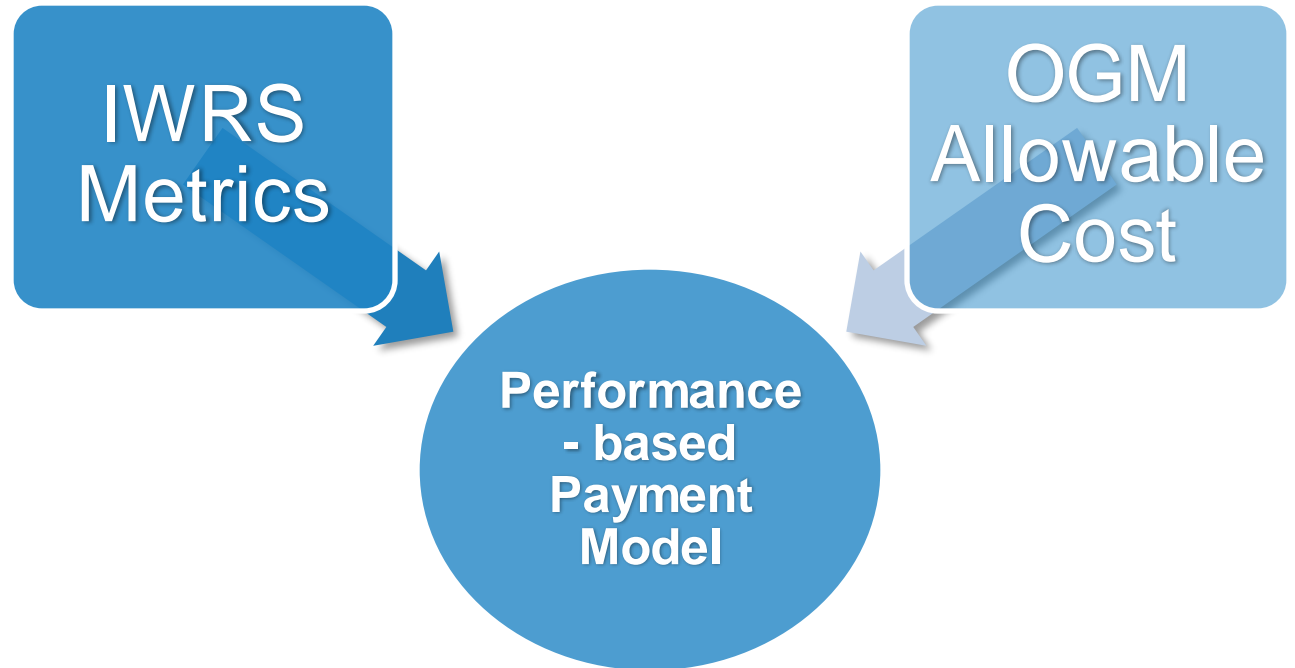 IWRS
Metrics
OGM
Allowable
Cost
Performance
- based
Payment
Model